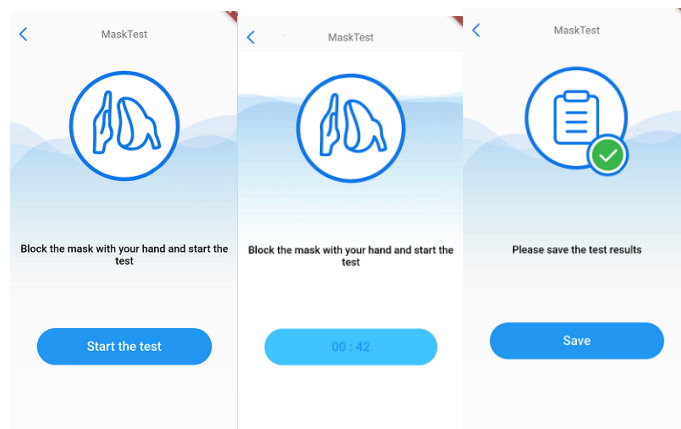 MaskTest
Block the mask with your hand and start the
test
Start the test
MaskTest
Block the mask with your hand and start the
test
00 : 42
MaskTest
Please save the test results
Save